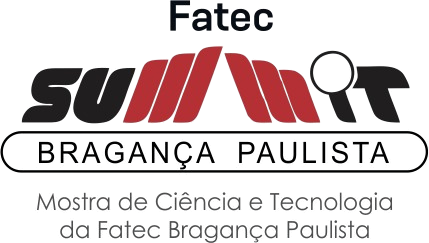 Fatec
SUMMIT
BRAGANÇA PAULISTA
Mostra de Ciência e Tecnologia
da Fatec Bragança Paulista